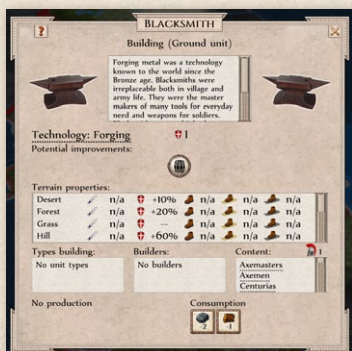 ?
BLACKSMITH
Building (Ground unit)
Forging metal was a technology
known to the world since the
Bronze age. Blacksmiths were
irreplaceable both in village and
army life. They were the master
makers of many tools for everyday
need and weapons for soldiers.
Technology: Forging 1
Potential improvements:
Terrain properties:
Desert n/a +10% n/a n/a n/a
Forest n/a +20% n/a n/a n/a
Grass n/a -- n/a n/a n/a
Hill n/a +60% n/a n/a n/a
Types building: Builders: Content: 1
No unit types No builders Axemasters
Axemen
Centurias
No production Consumption
-2 -1